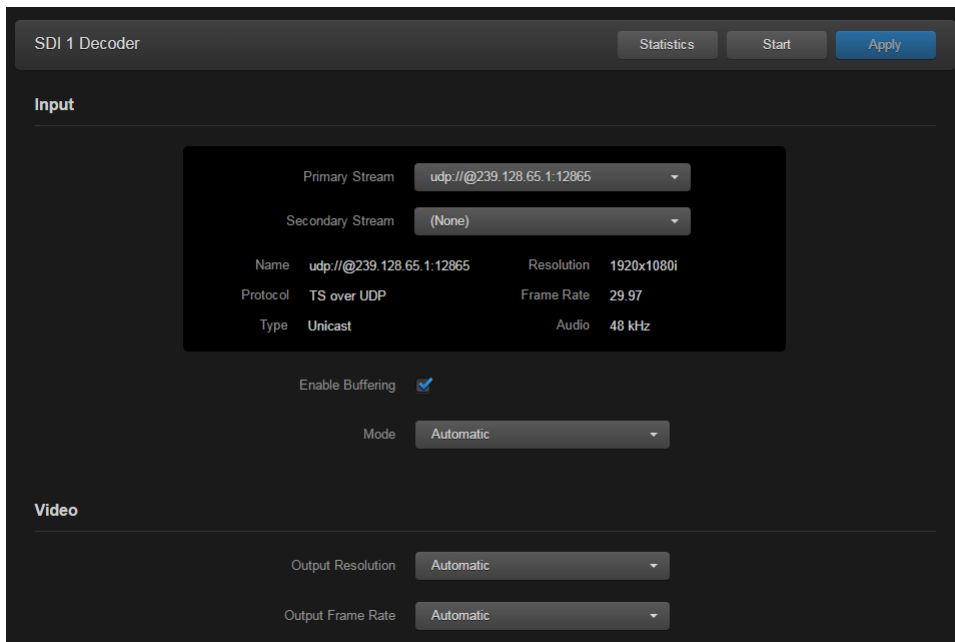 SDI 1 Decoder Statistics Start Apply
Input
Primary Stream udp://@239.128.65.1:12865
Secondary Stream (None)
Name udp://@239.128.65.1:12865 Resolution 1920x1080i
Protocol TS over UDP Frame Rate 29.97
Type Unicast Audio 48 kHz
Enable Buffering
Mode Automatic
Video
Output Resolution Automatic
Output Frame Rate Automatic